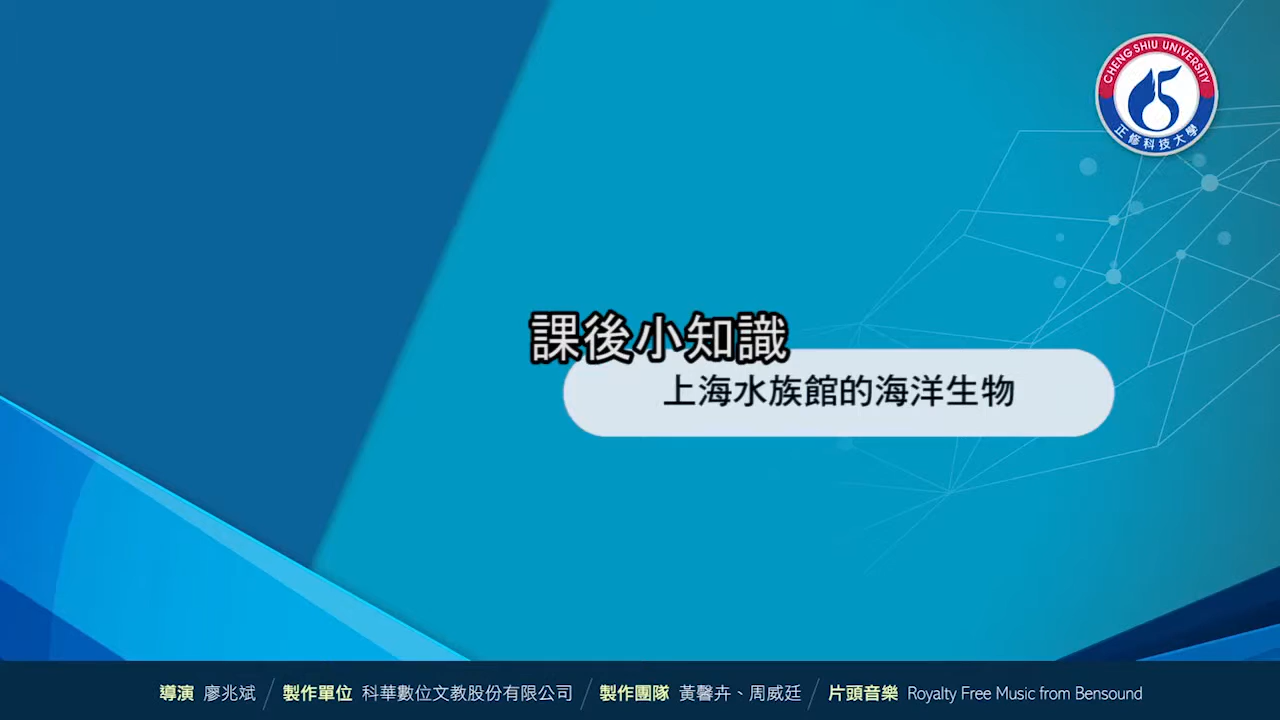 CHENG SHIU UNIVERSITY
正修科技大學
課後小知識
上海水族館的海洋生物
導演 廖兆斌 / 製作單位 科華數位文教股份有限公司 / 製作團隊 黃馨卉、周威廷 / 片頭音樂 Royalty Free Music from Bensound